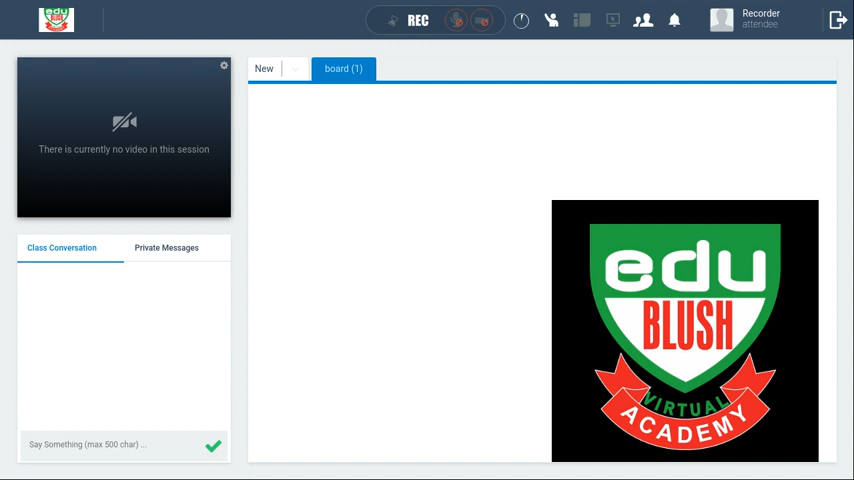 REC
Recorder
attendee
There is currently no video in this session
New
board (1)
Class Conversation
Private Messages
Say Something (max 500 char) ...
edu
BLUSH
VIRTUAL
ACADEMY